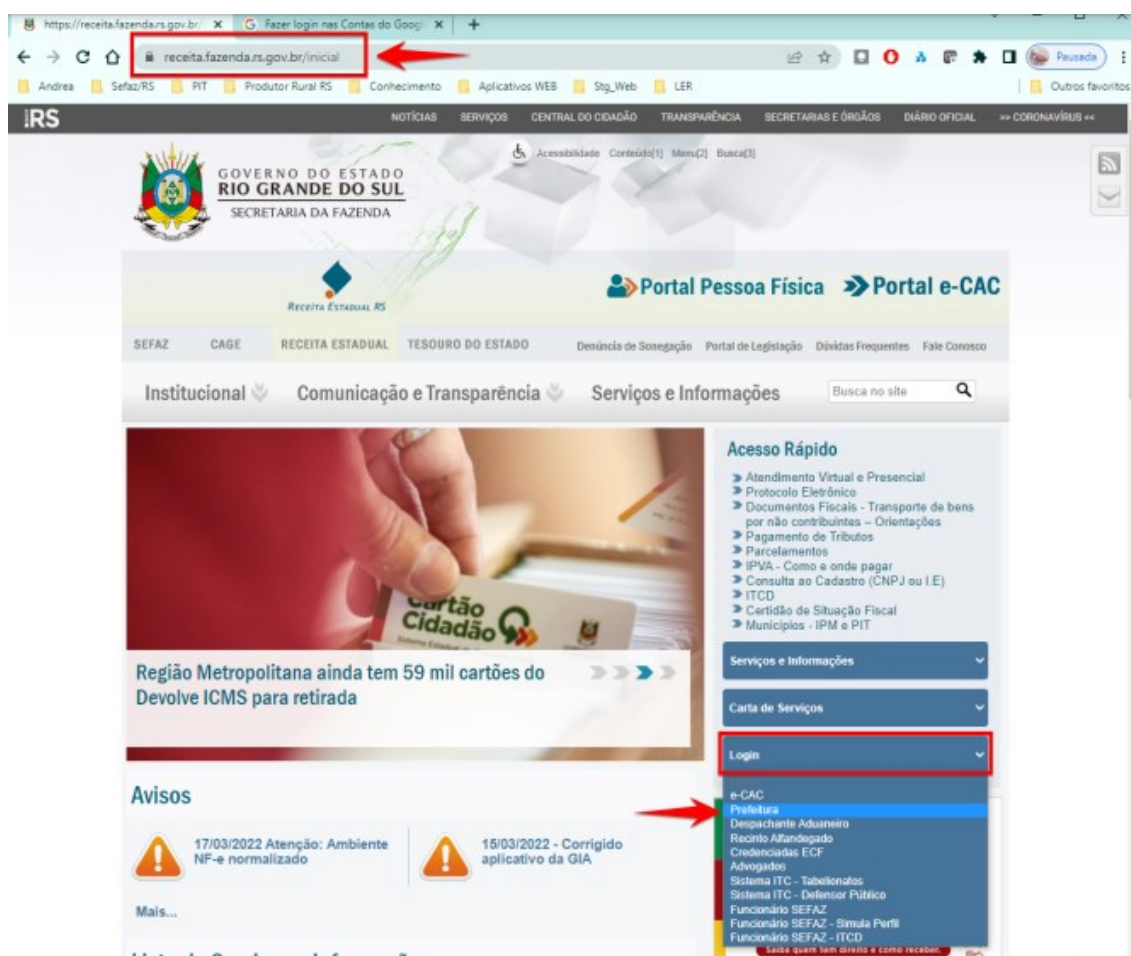 https://receita.fazenda.rs.gov.br/
Fazer login nas Contas do Googl
receita.fazenda.rs.gov.br/inicial
Pausada
Andrea Sefaz/RS PIT Produtor Rural RS Conhecimento Aplicativos WEB Stg_Web LER Outros favoritos
RS
NOTÍCIAS SERVIÇOS CENTRAL DO CIDADÃO TRANSPARÊNCIA SECRETARIAS E ÓRGÃOS DIÁRIO OFICIAL >> CORONAVÍRUS <<
Acessibilidade Conteúdo[1] Menu[2] Busca[3]
GOVERNO DO ESTADO
RIO GRANDE DO SUL
SECRETARIA DA FAZENDA
Receita Estadual RS
Portal Pessoa Física Portal e-CAC
SEFAZ CAGE RECEITA ESTADUAL TESOURO DO ESTADO Denúncia de Sonegação Portal de Legislação Dúvidas Frequentes Fale Conosco
Institucional Comunicação e Transparência Serviços e Informações Busca no site
Cartão
Cidadão
Região Metropolitana ainda tem 59 mil cartões do
Devolve ICMS para retirada
Acesso Rápido
Atendimento Virtual e Presencial
Protocolo Eletrônico
Documentos Fiscais - Transporte de bens
por não contribuintes – Orientações
Pagamento de Tributos
Parcelamentos
IPVA - Como e onde pagar
Consulta ao Cadastro (CNPJ ou I.E)
ITCD
Certidão de Situação Fiscal
Municípios - IPM e PIT
Serviços e Informações
Carta de Serviços
Login
e-CAC
Prefeitura
Despachante Aduaneiro
Recinto Alfandegado
Credenciadas ECF
Advogados
Sistema ITC - Tabelionatos
Sistema ITC - Defensor Público
Funcionário SEFAZ
Funcionário SEFAZ - Simula Perfil
Funcionário SEFAZ - ITCD
Saiba quem tem direito e como receber.
Avisos
17/03/2022 Atenção: Ambiente
NF-e normalizado
15/03/2022 - Corrigido
aplicativo da GIA
Mais...